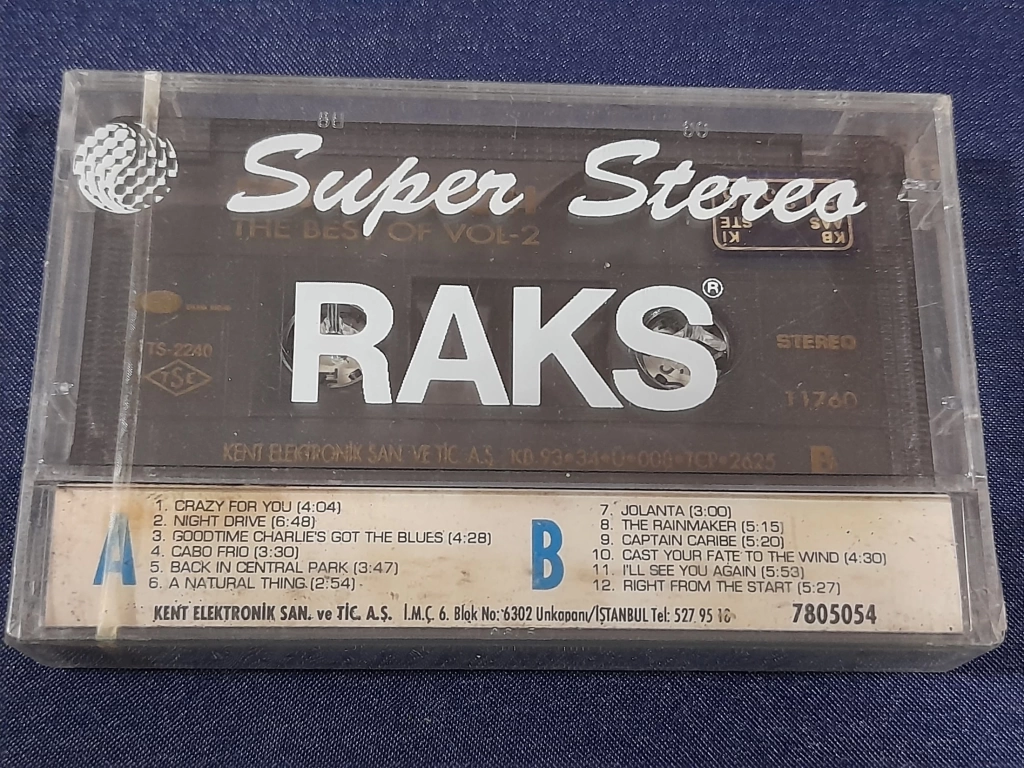 Super Stereo
THE BEST OF VOL-2
RAKS®
TS-2240
TSE
STEREO
11760
KENT ELEKTRONİK SAN. VE TİC. A.Ş. KB 93•34•U•008•TCP•2625 B
A
1. CRAZY FOR YOU (4:04)
2. NIGHT DRIVE (6:48)
3. GOODTIME CHARLIE'S GOT THE BLUES (4:28)
4. CABO FRIO (3:30)
5. BACK IN CENTRAL PARK (3:47)
6. A NATURAL THING (2:54)
B
7. JOLANTA (3:00)
8. THE RAINMAKER (5:15)
9. CAPTAIN CARIBE (5:20)
10. CAST YOUR FATE TO THE WIND (4:30)
11. I'LL SEE YOU AGAIN (5:53)
12. RIGHT FROM THE START (5:27)
KENT ELEKTRONİK SAN. ve TİC. A.Ş. İ.M.Ç. 6. Blok No: 6302 Unkapanı/İSTANBUL Tel: 527 95 18 7805054